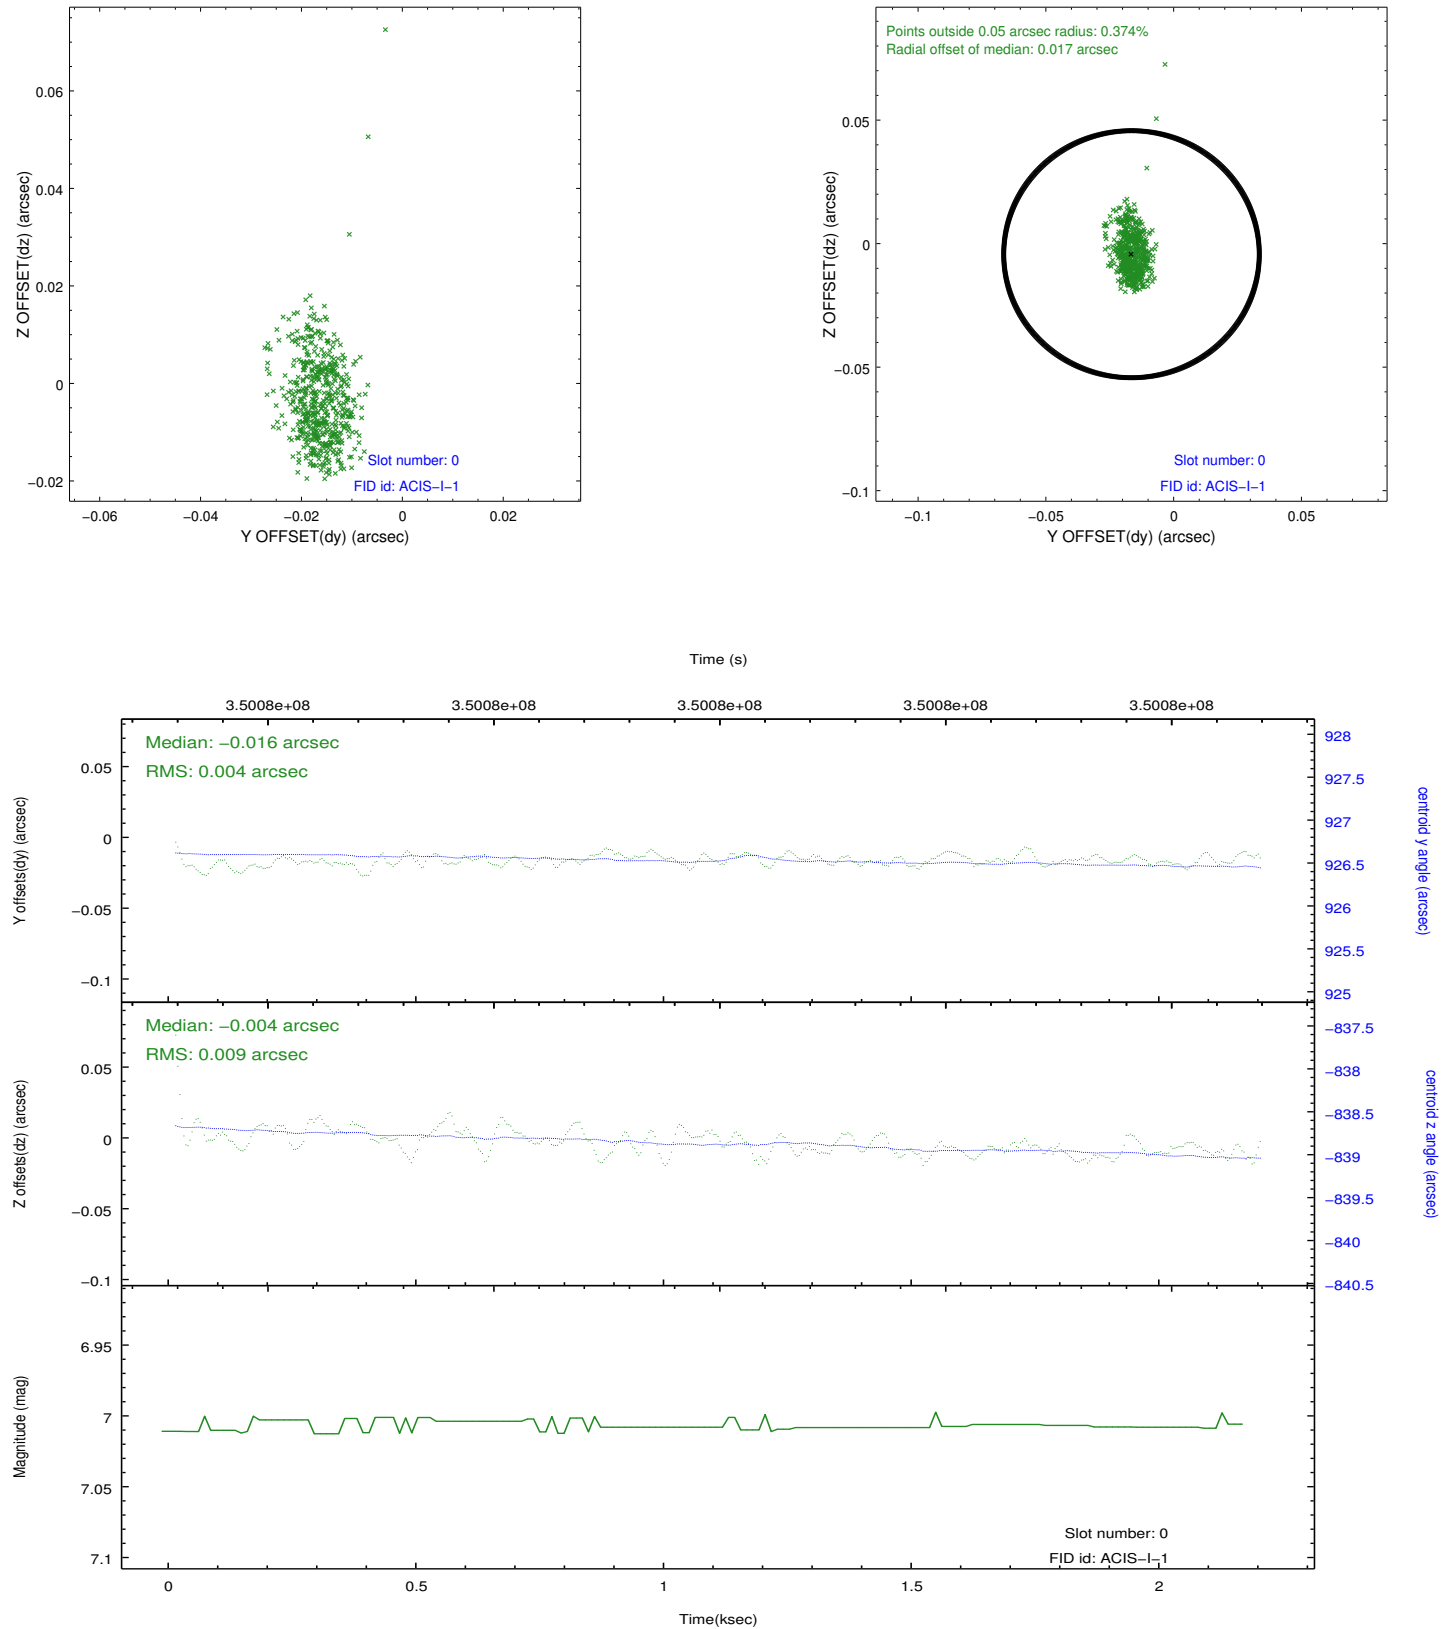 0.06
0.04
0.02
0
−0.02
Z OFFSET(dz) (arcsec)
Slot number: 0
FID id: ACIS−I−1
−0.06
−0.04
−0.02
0
0.02
Y OFFSET(dy) (arcsec)
Points outside 0.05 arcsec radius: 0.374%
Radial offset of median: 0.017 arcsec
0.05
0
−0.05
−0.1
Z OFFSET(dz) (arcsec)
Slot number: 0
FID id: ACIS−I−1
−0.1
−0.05
0
0.05
Y OFFSET(dy) (arcsec)
Time (s)
3.5008e+08
3.5008e+08
3.5008e+08
3.5008e+08
3.5008e+08
Median: −0.016 arcsec
RMS: 0.004 arcsec
0.05
0
−0.05
−0.1
Y offsets(dy) (arcsec)
928
927.5
927
926.5
926
925.5
925
centroid y angle (arcsec)
Median: −0.004 arcsec
RMS: 0.009 arcsec
0.05
0
−0.05
−0.1
Z offsets(dz) (arcsec)
−837.5
−838
−838.5
−839
−839.5
−840
−840.5
centroid z angle (arcsec)
6.95
7
7.05
7.1
Magnitude (mag)
Slot number: 0
FID id: ACIS−I−1
0
0.5
1
1.5
2
Time(ksec)